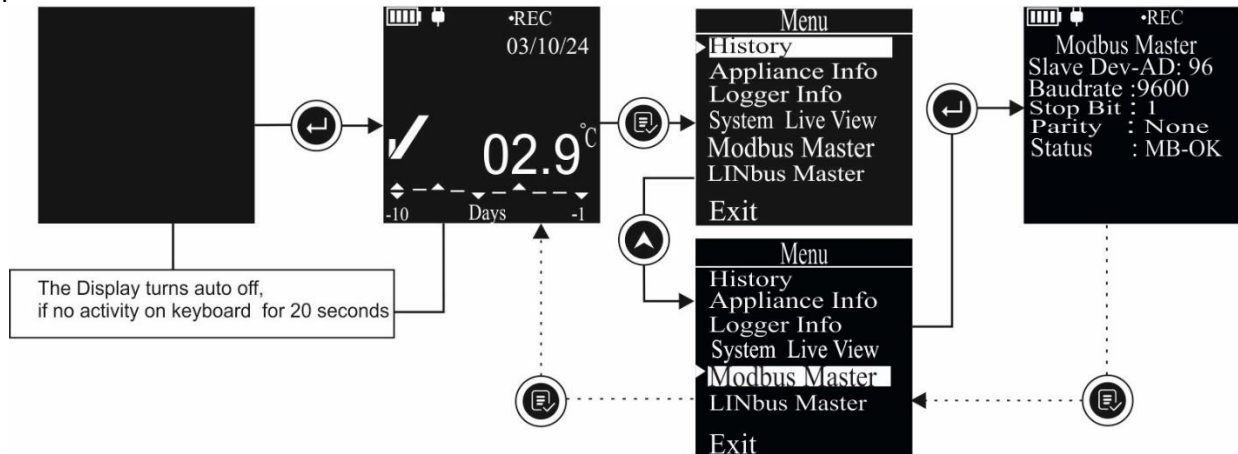 •REC
03/10/24
02.9°C
-10 Days -1
The Display turns auto off,
if no activity on keyboard for 20 seconds
Menu
History
Appliance Info
Logger Info
System Live View
Modbus Master
LINbus Master
Exit
Menu
History
Appliance Info
Logger Info
System Live View
Modbus Master
LINbus Master
Exit
•REC
Modbus Master
Slave Dev-AD: 96
Baudrate :9600
Stop Bit : 1
Parity : None
Status : MB-OK